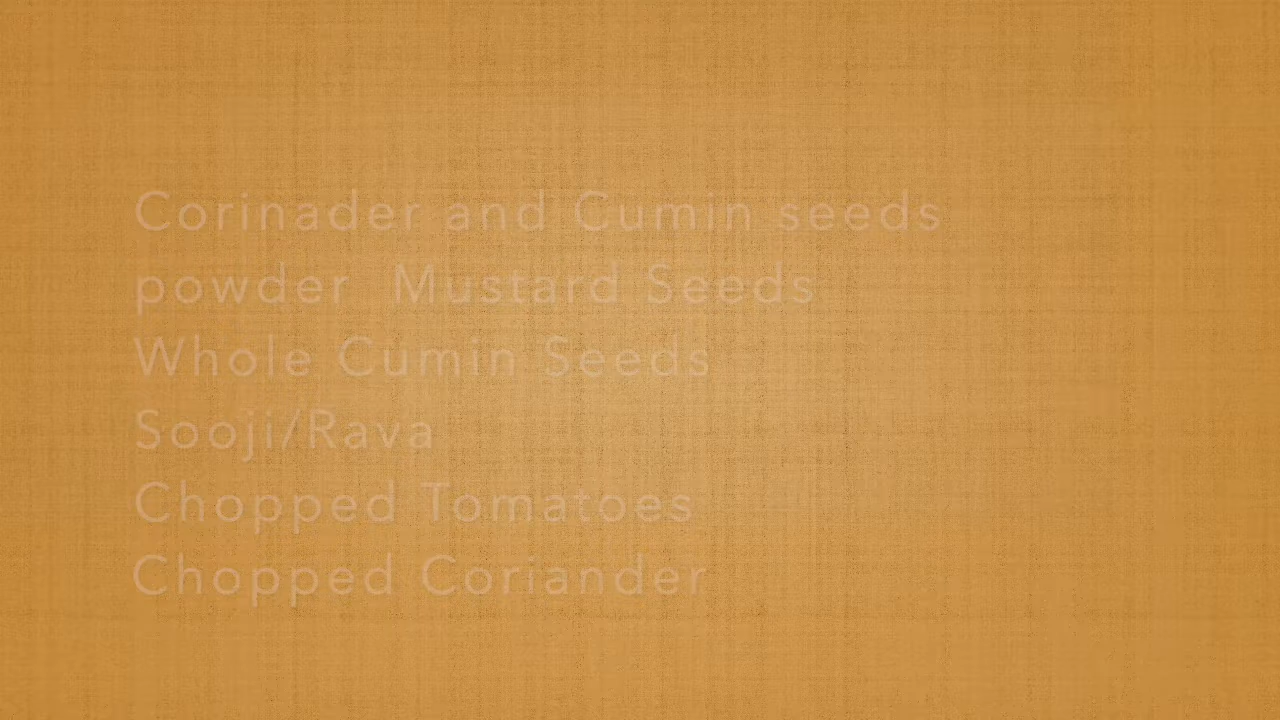 Corinader and Cumin seeds
powder  Mustard Seeds
Whole Cumin Seeds
Sooji/Rava
Chopped Tomatoes
Chopped Coriander